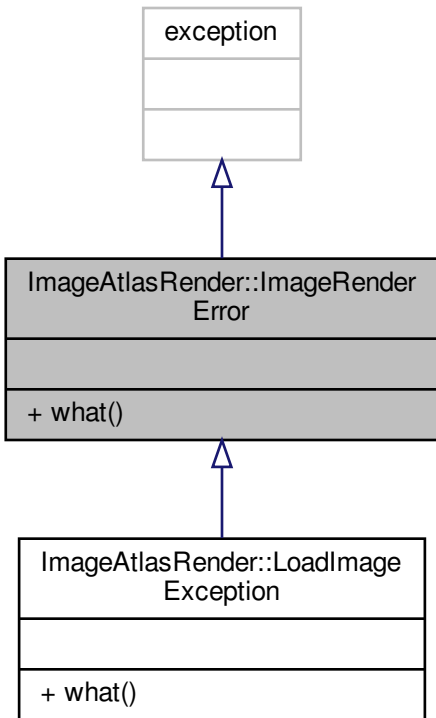 exception
ImageAtlasRender::ImageRender
Error
+ what()
ImageAtlasRender::LoadImage
Exception
+ what()